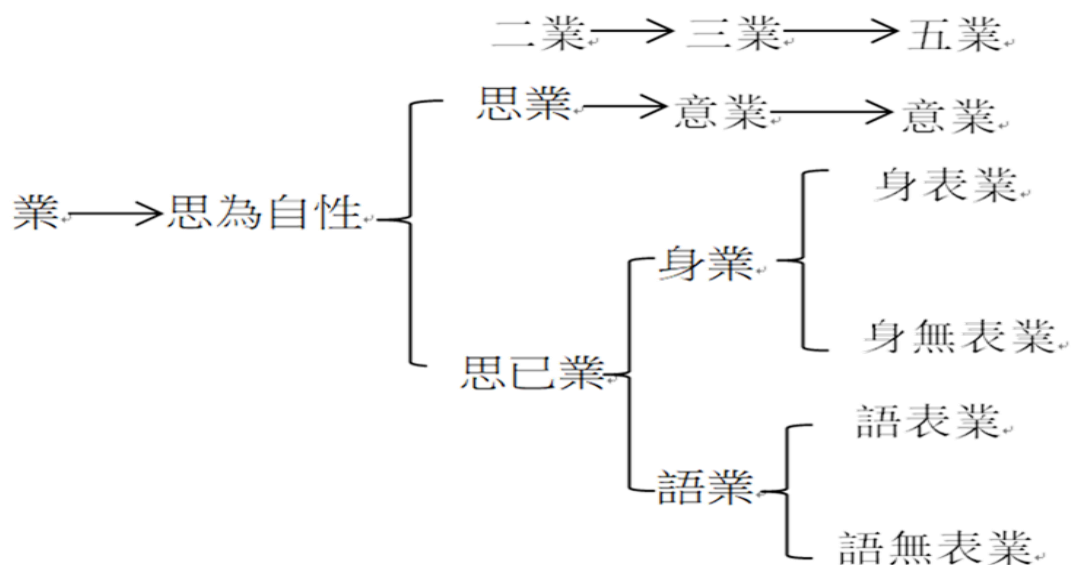 二業 三業 五業
思業 意業 意業
身表業
業 思為自性
身業
身無表業
思已業
語表業
語業
語無表業